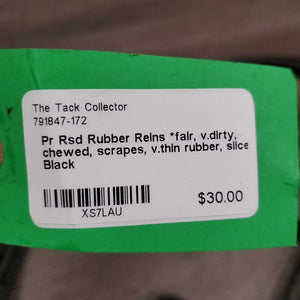 The Tack Collector
791847-172
Pr Rsd Rubber Reins *fair, v.dirty,
chewed, scrapes, v.thin rubber, slice
Black
$30.00
XS7LAU